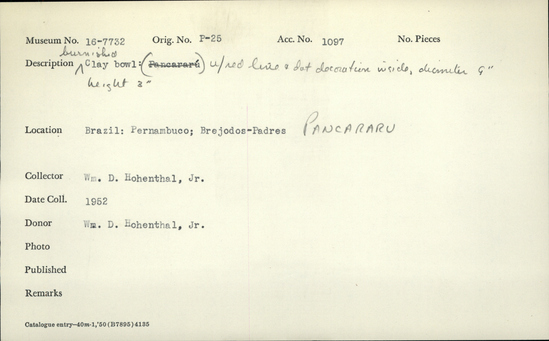 Museum No. 16-7732 Orig. No. P-25 Acc. No. 1097 No. Pieces
burnished
Description ^ Clay bowl: (Pancararú) w/red line & dot decoration inside, diameter 9"
height 3"
Location Brazil: Pernambuco; Brejodos-Padres PANCARARU
Collector Wm. D. Hohenthal, Jr.
Date Coll. 1952
Donor Wm. D. Hohenthal, Jr.
Photo
Published
Remarks
Catalogue entry—40m-1,'50(B7895)4135